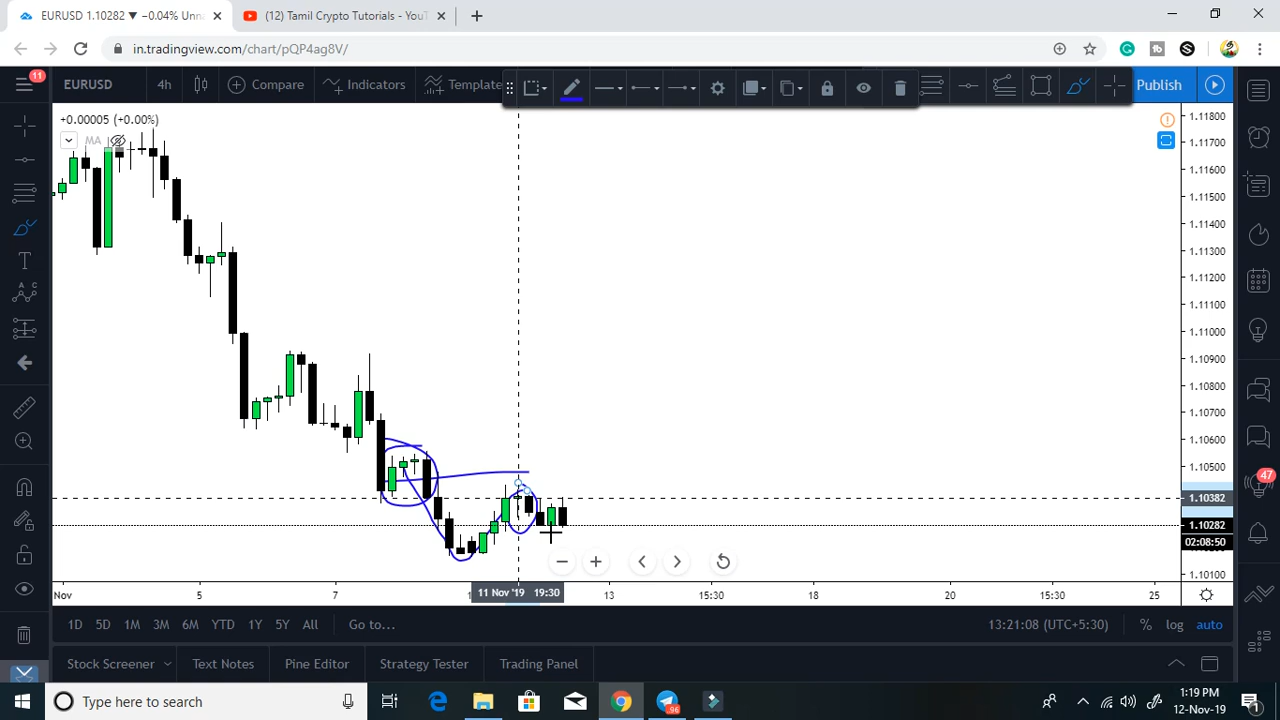 EURUSD 1.10282 ▼ −0.04% Unna
(12) Tamil Crypto Tutorials - YouT
in.tradingview.com/chart/pQP4ag8V/
11
EURUSD
4h
Compare
Indicators
Template
Publish
+0.00005 (+0.00%)
MA
1.11800
1.11700
1.11600
1.11500
1.11400
1.11300
1.11200
1.11100
1.11000
1.10900
1.10800
1.10700
1.10600
1.10500
1.10382
1.10282
02:08:50
1.10100
47
Nov
5
7
11 Nov '19 19:30
13
15:30
18
20
15:30
25
1D 5D 1M 3M 6M YTD 1Y 5Y All Go to...
13:21:08 (UTC+5:30) % log auto
Stock Screener Text Notes Pine Editor Strategy Tester Trading Panel
Type here to search
96
1:19 PM
12-Nov-19
1